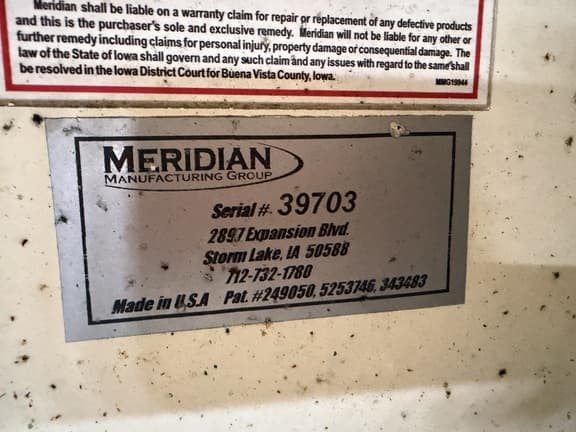 Meridian shall be liable on a warranty claim for repair or replacement of any defective products
and this is the purchaser's sole and exclusive remedy. Meridian will not be liable for any other or
further remedy including claims for personal injury, property damage or consequential damage. The
law of the State of Iowa shall govern and any such claim and any issues with regard to the same shall
be resolved in the Iowa District Court for Buena Vista County, Iowa.
MMG19944
MERIDIAN
MANUFACTURING GROUP
Serial #. 39703
2897 Expansion Blvd.
Storm Lake, IA 50588
712-732-1780
Made in U.S.A Pat. #249050, 5253746, 343483